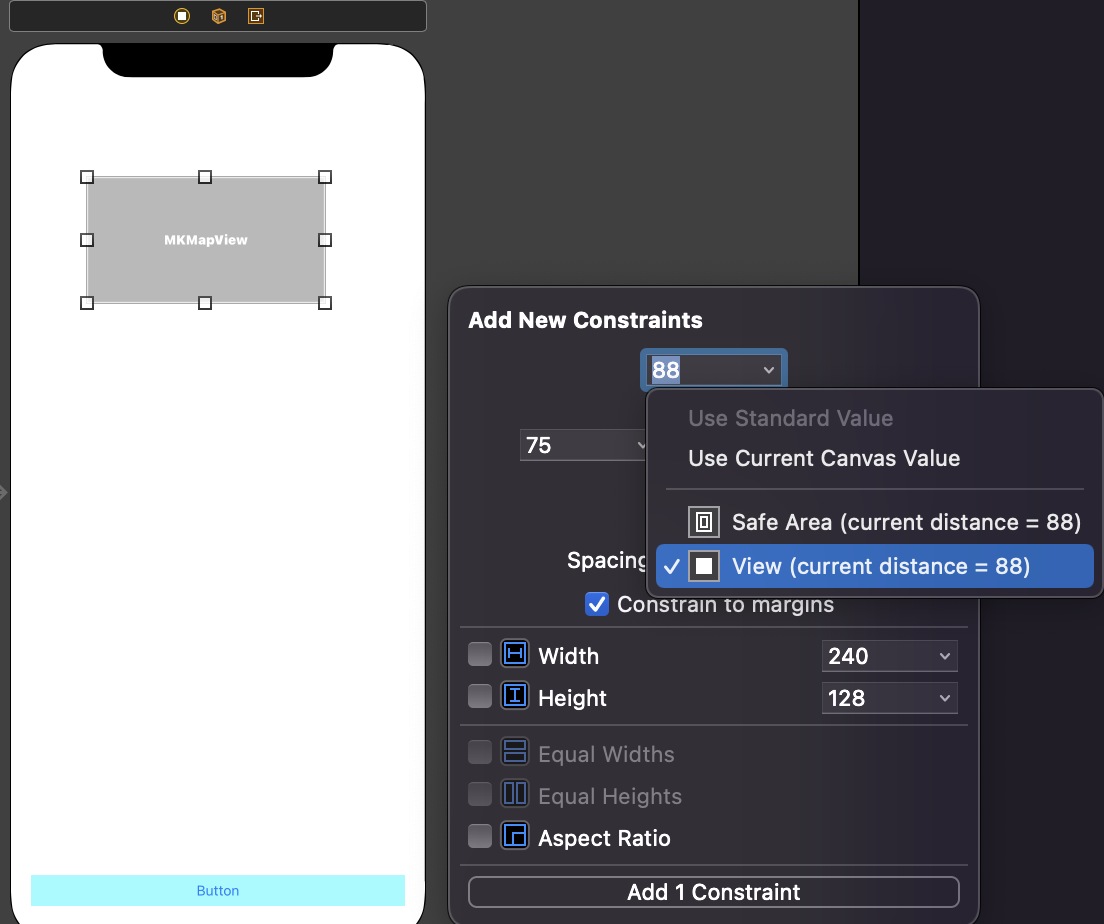 MKMapView
Button
Add New Constraints
88
Use Standard Value
Use Current Canvas Value
Safe Area (current distance = 88)
View (current distance = 88)
75
Spacing
Constrain to margins
Width
240
Height
128
Equal Widths
Equal Heights
Aspect Ratio
Add 1 Constraint